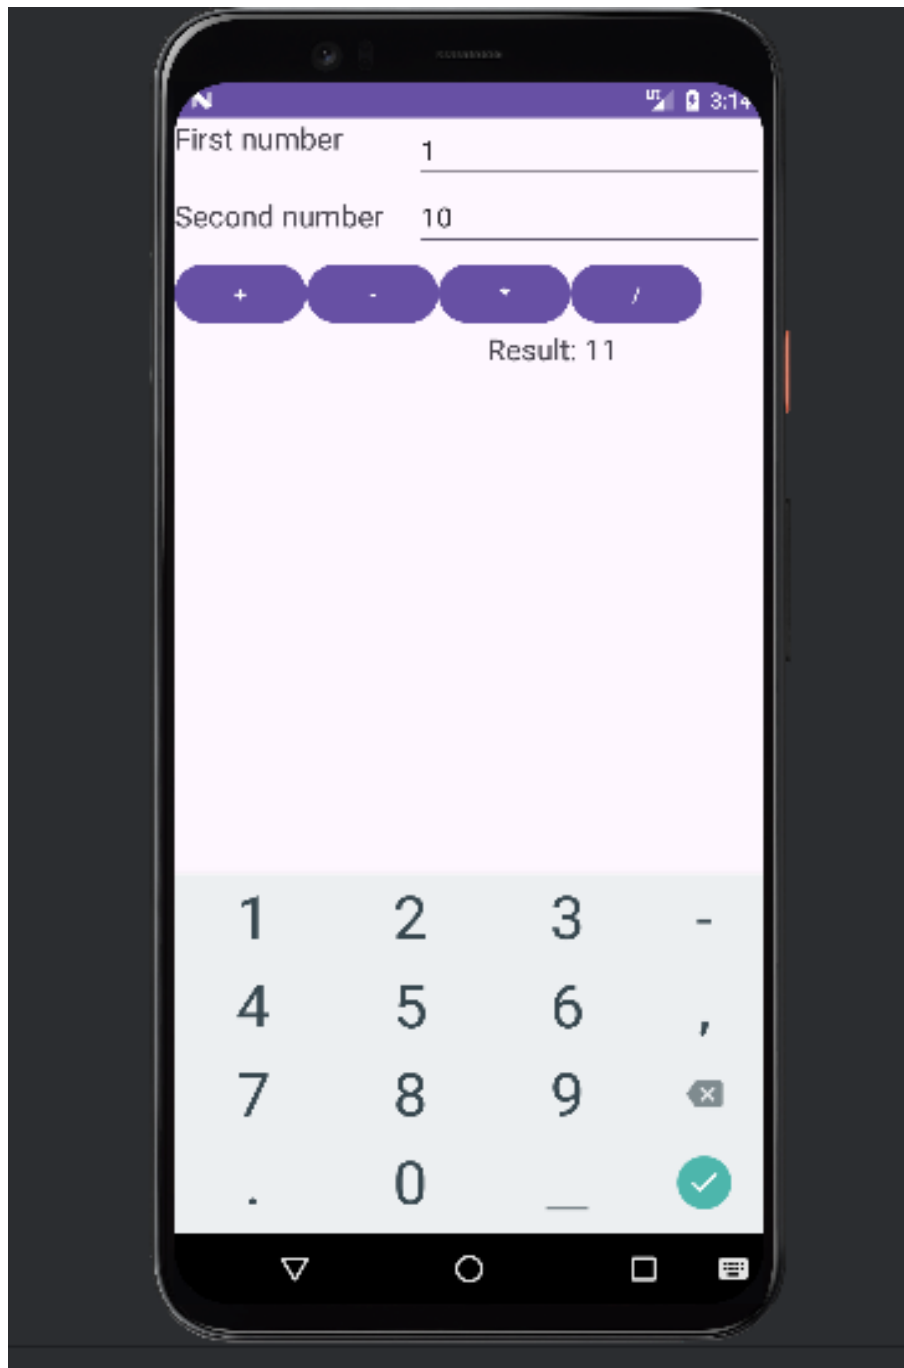 3:14
First number
1
Second number
10
+ - * /
Result: 11
1 2 3 -
4 5 6 ,
7 8 9
. 0 _